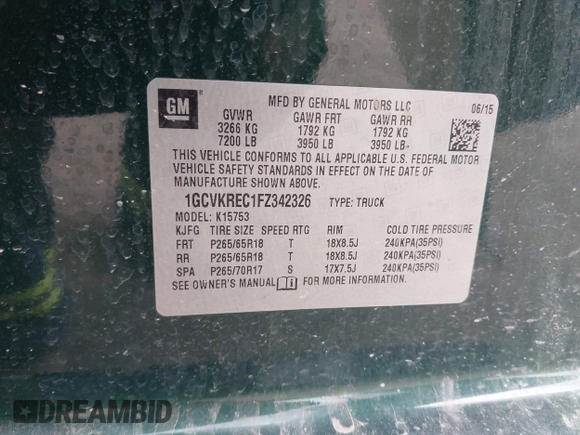 GM
MFD BY GENERAL MOTORS LLC 06/15
GVWR GAWR FRT GAWR RR
3266 KG 1792 KG 1792 KG
7200 LB 3950 LB 3950 LB
THIS VEHICLE CONFORMS TO ALL APPLICABLE U.S. FEDERAL MOTOR
VEHICLE SAFETY STANDARDS IN EFFECT ON THE DATE OF
MANUFACTURE SHOWN ABOVE.
1GCVKREC1FZ342326 TYPE: TRUCK
MODEL: K15753
KJFG TIRE SIZE SPEED RTG RIM COLD TIRE PRESSURE
FRT P265/65R18 T 18X8.5J 240KPA(35PSI)
RR P265/65R18 T 18X8.5J 240KPA(35PSI)
SPA P265/70R17 S 17X7.5J 240KPA(35PSI)
SEE OWNER'S MANUAL FOR MORE INFORMATION.
DREAMBID